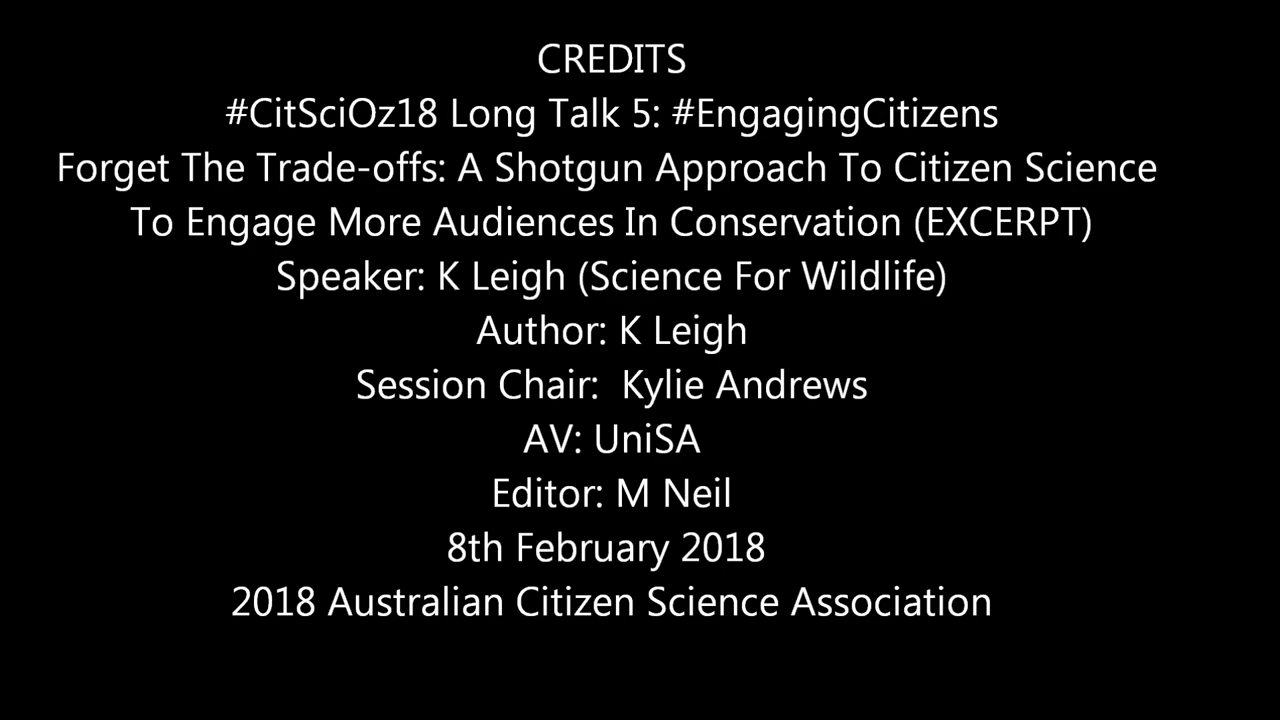 CREDITS
#CitSciOz18 Long Talk 5: #EngagingCitizens
Forget The Trade-offs: A Shotgun Approach To Citizen Science
To Engage More Audiences In Conservation (EXCERPT)
Speaker: K Leigh (Science For Wildlife)
Author: K Leigh
Session Chair:  Kylie Andrews
AV: UniSA
Editor: M Neil
8th February 2018
2018 Australian Citizen Science Association